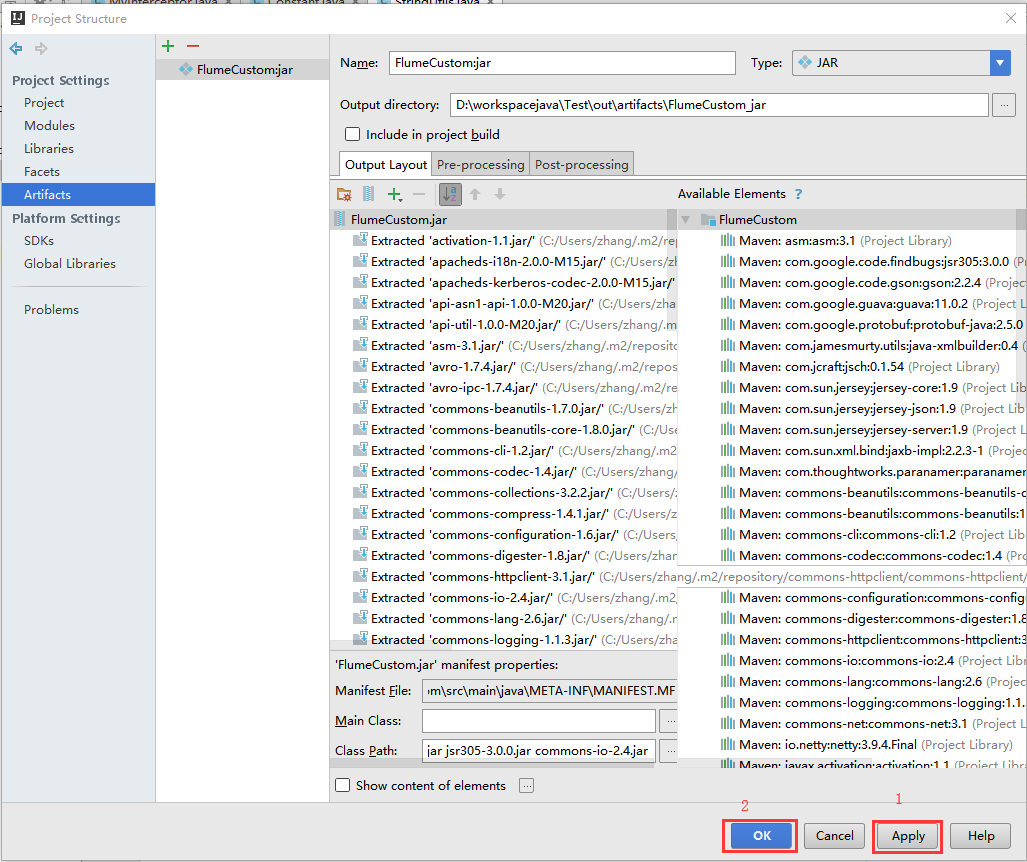 MyInterceptor.java
Constant.java
StringUtils.java
Project Structure
Project Settings
Project
Modules
Libraries
Facets
Artifacts
Platform Settings
SDKs
Global Libraries
Problems
FlumeCustom:jar
Name: FlumeCustom:jar Type: JAR
Output directory: D:\workspacejava\Test\out\artifacts\FlumeCustom_jar ...
Include in project build
Output Layout Pre-processing Post-processing
Available Elements ?
FlumeCustom.jar
Extracted 'activation-1.1.jar/' (C:/Users/zhang/.m2/rep
Extracted 'apacheds-i18n-2.0.0-M15.jar/' (C:/Users/z
Extracted 'apacheds-kerberos-codec-2.0.0-M15.jar/'
Extracted 'api-asn1-api-1.0.0-M20.jar/' (C:/Users/zha
Extracted 'api-util-1.0.0-M20.jar/' (C:/Users/zhang/.m
Extracted 'asm-3.1.jar/' (C:/Users/zhang/.m2/reposito
Extracted 'avro-1.7.4.jar/' (C:/Users/zhang/.m2/repos
Extracted 'avro-ipc-1.7.4.jar/' (C:/Users/zhang/.m2/re
Extracted 'commons-beanutils-1.7.0.jar/' (C:/Users/zh
Extracted 'commons-beanutils-core-1.8.0.jar/' (C:/Use
Extracted 'commons-cli-1.2.jar/' (C:/Users/zhang/.m2
Extracted 'commons-codec-1.4.jar/' (C:/Users/zhang/
Extracted 'commons-collections-3.2.2.jar/' (C:/Users/
Extracted 'commons-compress-1.4.1.jar/' (C:/Users/z
Extracted 'commons-configuration-1.6.jar/' (C:/Users,
Extracted 'commons-digester-1.8.jar/' (C:/Users/zhar
Extracted 'commons-httpclient-3.1.jar/' (C:/Users/zhang/.m2/repository/commons-httpclient/commons-httpclient/
Extracted 'commons-io-2.4.jar/' (C:/Users/zhang/.m2,
Extracted 'commons-lang-2.6.jar/' (C:/Users/zhang/.
Extracted 'commons-logging-1.1.3.jar/' (C:/Users/zha
FlumeCustom
Maven: asm:asm:3.1 (Project Library)
Maven: com.google.code.findbugs:jsr305:3.0.0 (Pr
Maven: com.google.code.gson:gson:2.2.4 (Project
Maven: com.google.guava:guava:11.0.2 (Project L
Maven: com.google.protobuf:protobuf-java:2.5.0
Maven: com.jamesmurty.utils:java-xmlbuilder:0.4 (
Maven: com.jcraft:jsch:0.1.54 (Project Library)
Maven: com.sun.jersey:jersey-core:1.9 (Project Lib
Maven: com.sun.jersey:jersey-json:1.9 (Project Libr
Maven: com.sun.jersey:jersey-server:1.9 (Project L
Maven: com.sun.xml.bind:jaxb-impl:2.2.3-1 (Projec
Maven: com.thoughtworks.paranamer:paranamer
Maven: commons-beanutils:commons-beanutils-c
Maven: commons-beanutils:commons-beanutils:1
Maven: commons-cli:commons-cli:1.2 (Project Lib
Maven: commons-codec:commons-codec:1.4 (Pro
Maven: commons-configuration:commons-config
Maven: commons-digester:commons-digester:1.8
Maven: commons-httpclient:commons-httpclient:3
Maven: commons-io:commons-io:2.4 (Project Libr
Maven: commons-lang:commons-lang:2.6 (Projec
Maven: commons-logging:commons-logging:1.1.
Maven: commons-net:commons-net:3.1 (Project L
Maven: io.netty:netty:3.9.4.Final (Project Library)
Maven: javax.activation:activation:1.1 (Project Libr
'FlumeCustom.jar' manifest properties:
Manifest File: om\src\main\java\META-INF\MANIFEST.MF
Main Class: ...
Class Path: jar jsr305-3.0.0.jar commons-io-2.4.jar ...
Show content of elements ...
2 1
OK Cancel Apply Help